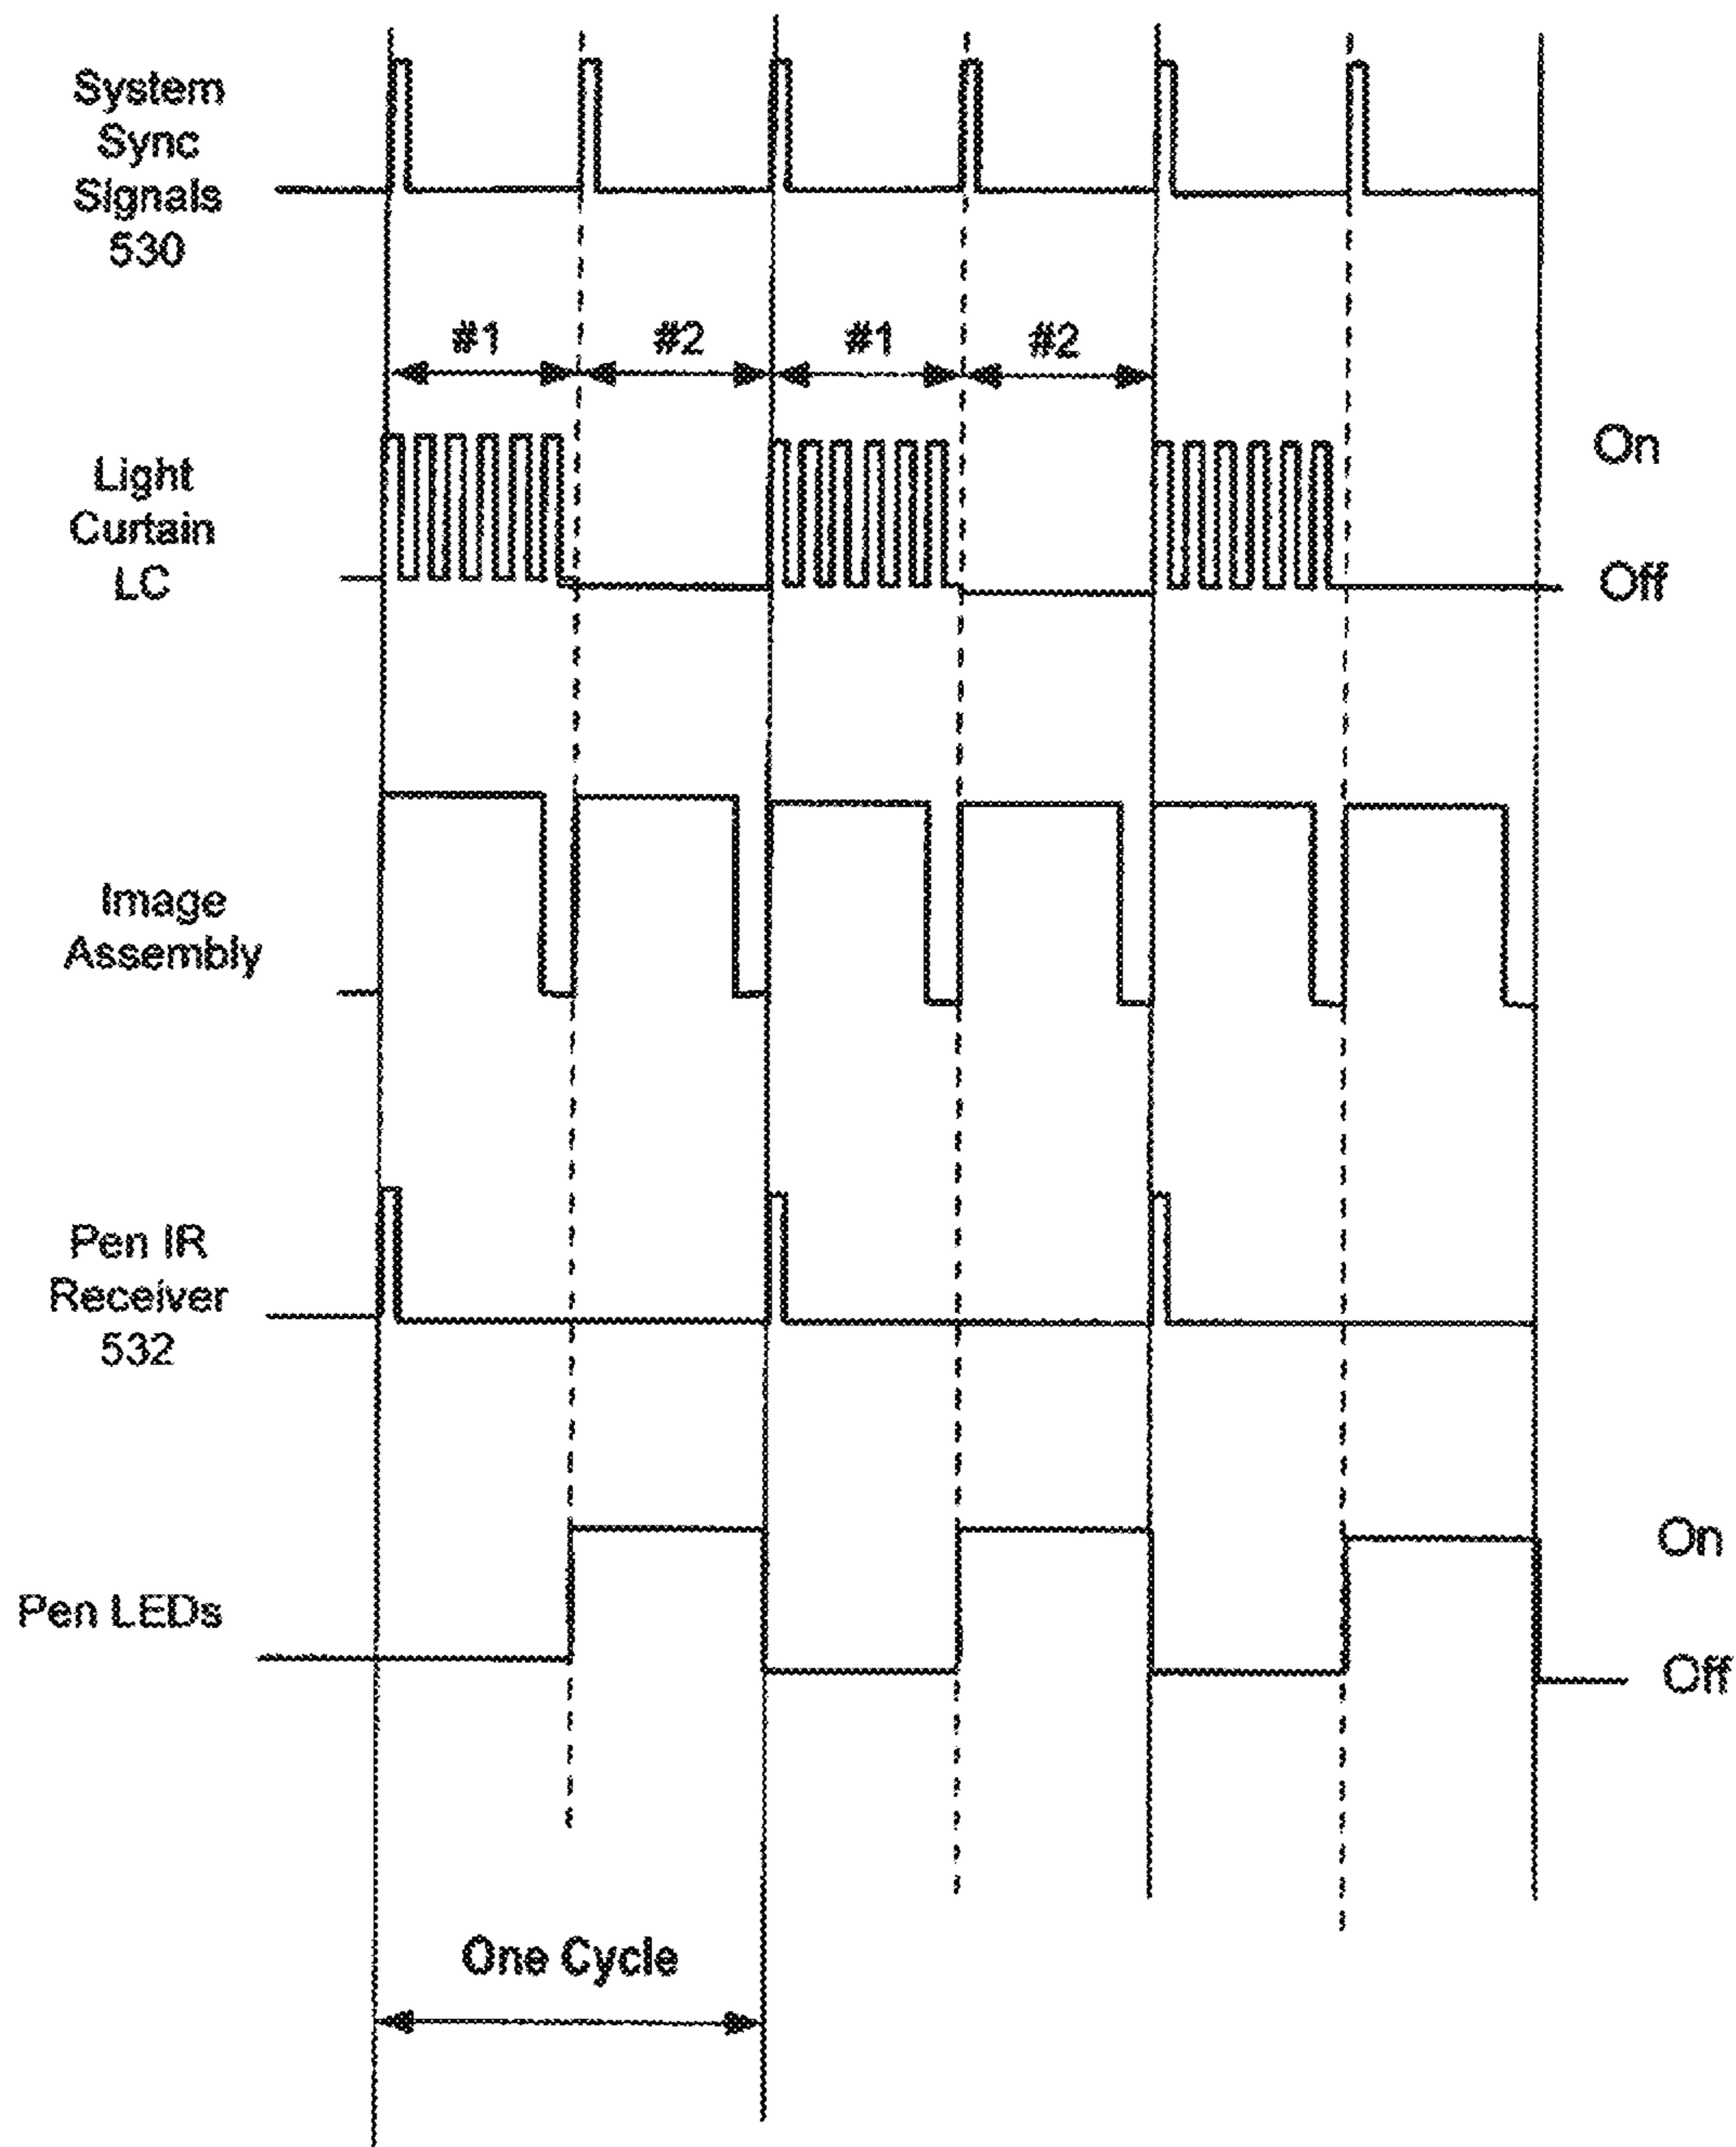 System
Sync
Signals
530
#1 #2 #1 #2
Light
Curtain
LC
On
Off
Image
Assembly
Pen IR
Receiver
532
Pen LEDs
On
Off
One Cycle